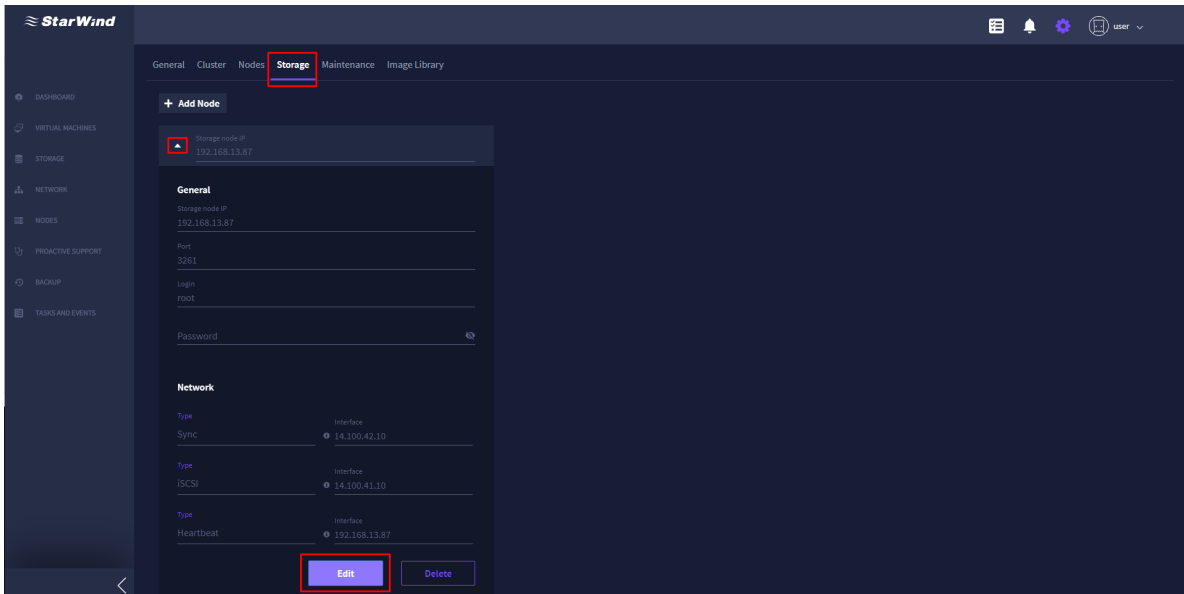 StarWind
user
General Cluster Nodes Storage Maintenance Image Library
DASHBOARD
VIRTUAL MACHINES
STORAGE
NETWORK
NODES
PROACTIVE SUPPORT
BACKUP
TASKS AND EVENTS
+ Add Node
Storage node IP
192.168.13.87
General
Storage node IP
192.168.13.87
Port
3261
Login
root
Password
Network
Type
Interface
Sync
14.100.42.10
Type
Interface
iSCSI
14.100.41.10
Type
Interface
Heartbeat
192.168.13.87
Edit Delete